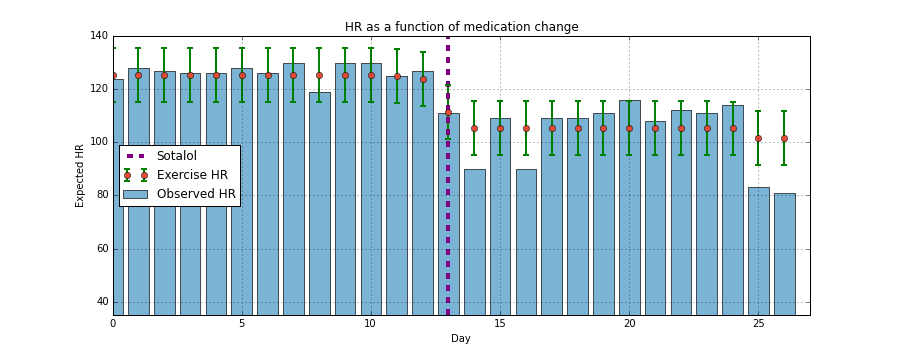 HR as a function of medication change
Expected HR
140
120
100
80
60
40
Sotalol
Exercise HR
Observed HR
0 5 10 15 20 25
Day